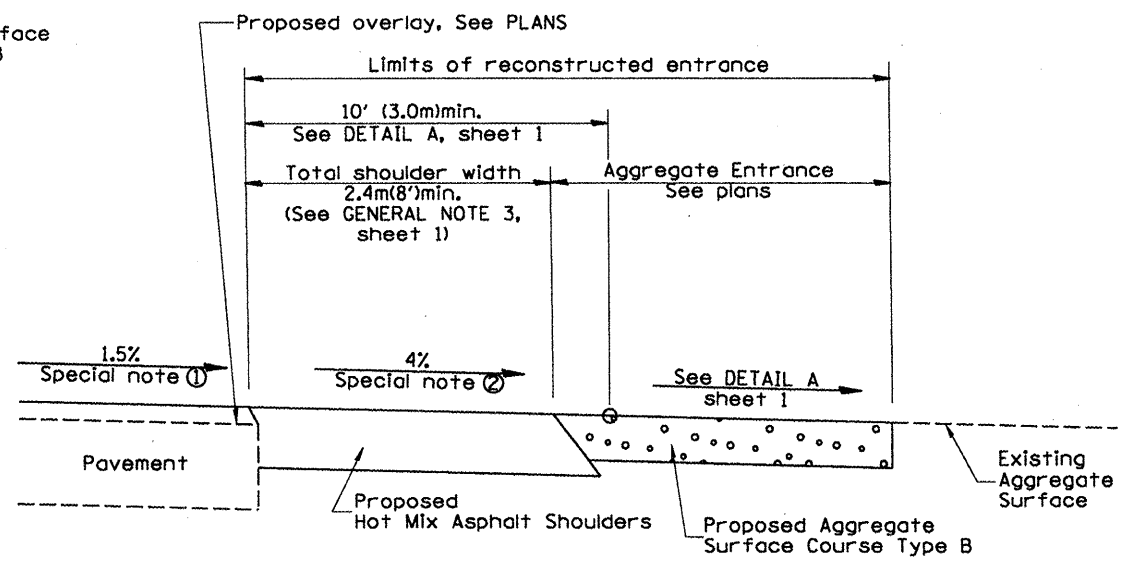 face
Proposed overlay, See PLANS
Limits of reconstructed entrance
10' (3.0m)min.
See DETAIL A, sheet 1
Total shoulder width
2.4m(8')min.
(See GENERAL NOTE 3,
sheet 1)
Aggregate Entrance
See plans
1.5%
Special note ①
4%
Special note ②
See DETAIL A
sheet 1
Pavement
Proposed
Hot Mix Asphalt Shoulders
Proposed Aggregate
Surface Course Type B
Existing
Aggregate
Surface